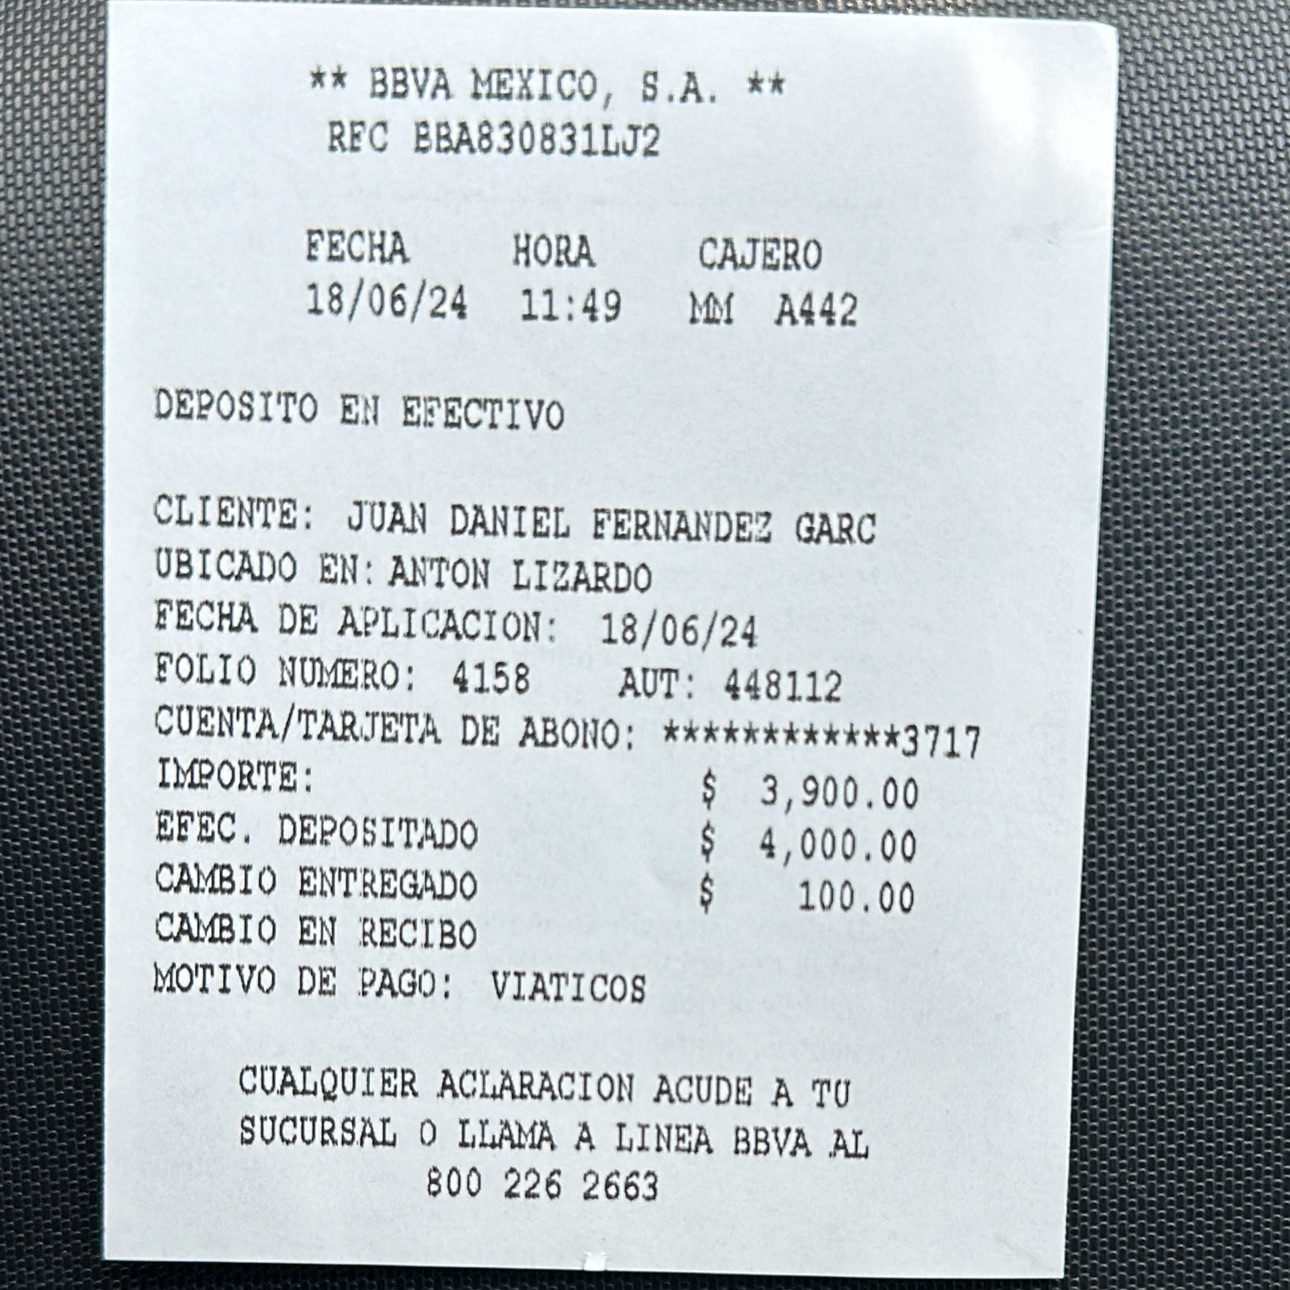 ** BBVA MEXICO, S.A. **
RFC BBA830831LJ2
FECHA HORA CAJERO
18/06/24 11:49 MM A442
DEPOSITO EN EFECTIVO
CLIENTE: JUAN DANIEL FERNANDEZ GARC
UBICADO EN: ANTON LIZARDO
FECHA DE APLICACION: 18/06/24
FOLIO NUMERO: 4158 AUT: 448112
CUENTA/TARJETA DE ABONO: ************3717
IMPORTE: $ 3,900.00
EFEC. DEPOSITADO $ 4,000.00
CAMBIO ENTREGADO $ 100.00
CAMBIO EN RECIBO
MOTIVO DE PAGO: VIATICOS
CUALQUIER ACLARACION ACUDE A TU
SUCURSAL O LLAMA A LINEA BBVA AL
800 226 2663